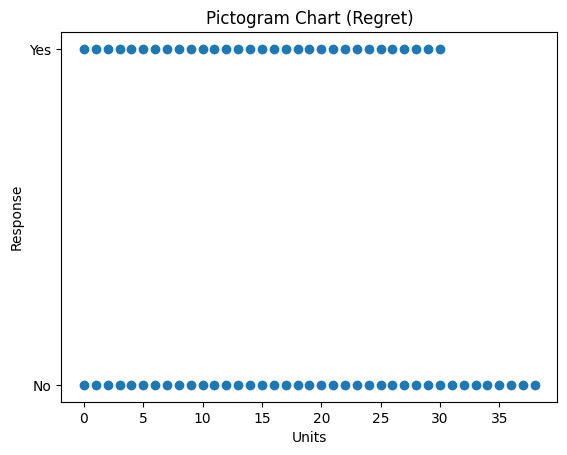 Pictogram Chart (Regret)
Yes
Response
No
0 5 10 15 20 25 30 35
Units